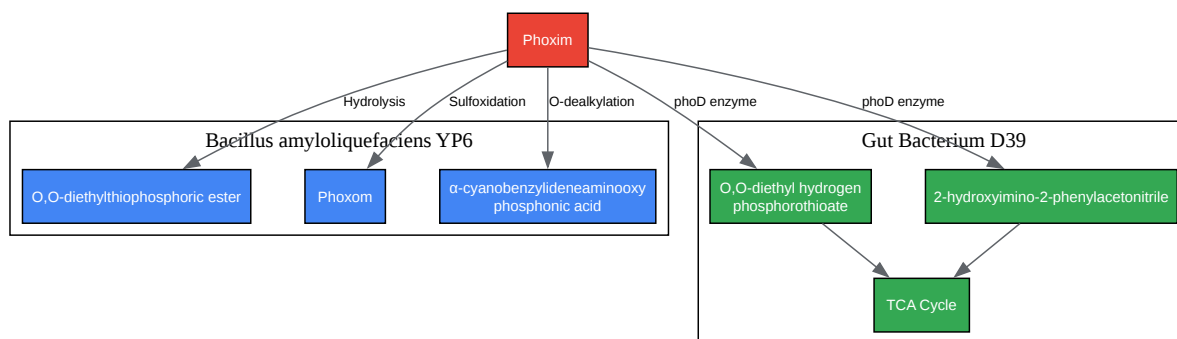 Phoxim
Hydrolysis
Sulfoxidation
O-dealkylation
phoD enzyme
phoD enzyme
Bacillus amyloliquefaciens YP6
Gut Bacterium D39
O,O-diethylthiophosphoric ester
Phoxom
α-cyanobenzylideneaminooxy
phosphonic acid
O,O-diethyl hydrogen
phosphorothioate
2-hydroxyimino-2-phenylacetonitrile
TCA Cycle